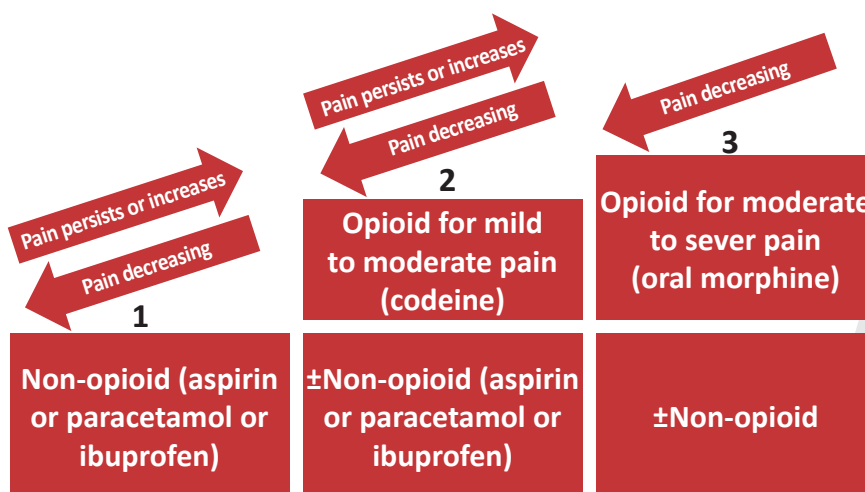 Pain persists or increases
Pain decreasing
1
Non-opioid (aspirin
or paracetamol or
ibuprofen)
Pain persists or increases
Pain decreasing
2
Opioid for mild
to moderate pain
(codeine)
±Non-opioid (aspirin
or paracetamol or
ibuprofen)
Pain decreasing
3
Opioid for moderate
to sever pain
(oral morphine)
±Non-opioid